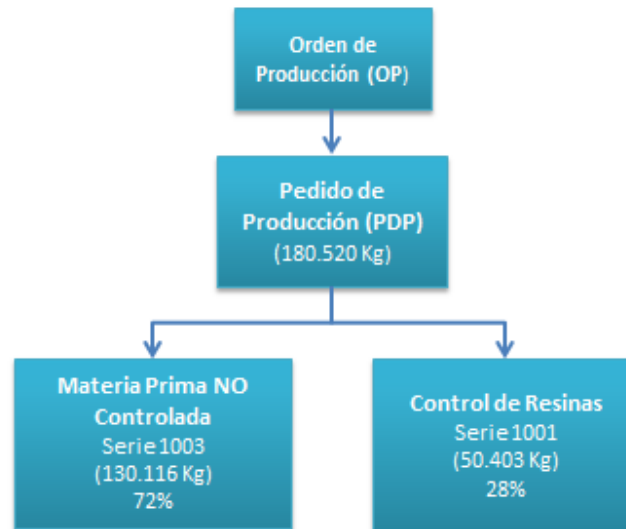 Orden de
Producción (OP)
Pedido de
Producción (PDP)
(180.520 Kg)
Materia Prima NO
Controlada
Serie 1003
(130.116 Kg)
72%
Control de Resinas
Serie 1001
(50.403 Kg)
28%